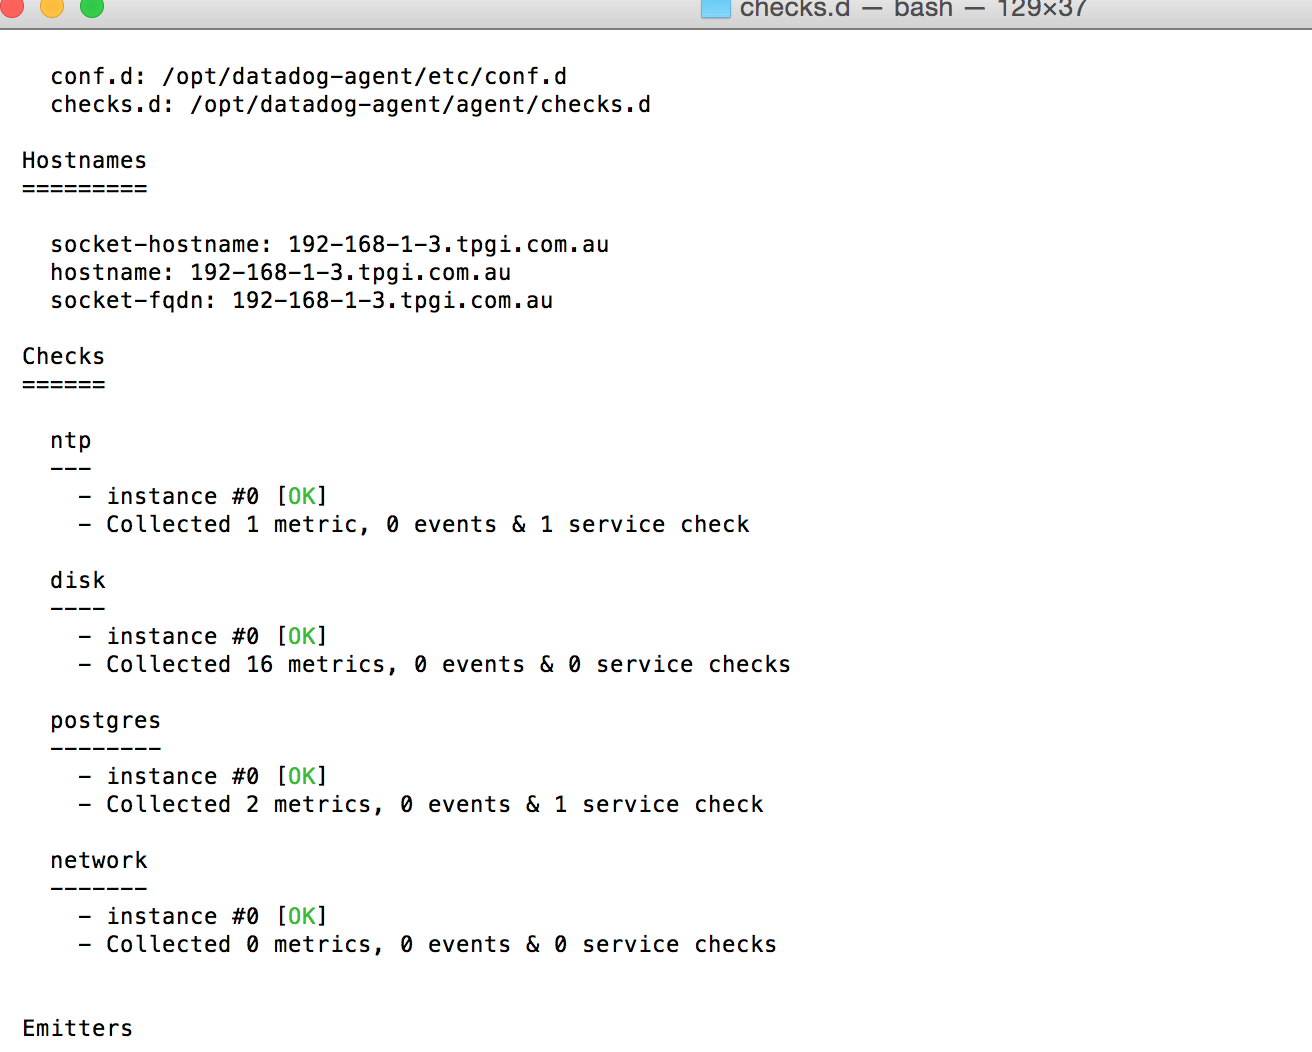 checks.d — bash — 129×37
conf.d: /opt/datadog-agent/etc/conf.d
checks.d: /opt/datadog-agent/agent/checks.d
Hostnames
=========
socket-hostname: 192-168-1-3.tpgi.com.au
hostname: 192-168-1-3.tpgi.com.au
socket-fqdn: 192-168-1-3.tpgi.com.au
Checks
======
ntp
---
- instance #0 [OK]
- Collected 1 metric, 0 events & 1 service check
disk
----
- instance #0 [OK]
- Collected 16 metrics, 0 events & 0 service checks
postgres
--------
- instance #0 [OK]
- Collected 2 metrics, 0 events & 1 service check
network
-------
- instance #0 [OK]
- Collected 0 metrics, 0 events & 0 service checks
Emitters